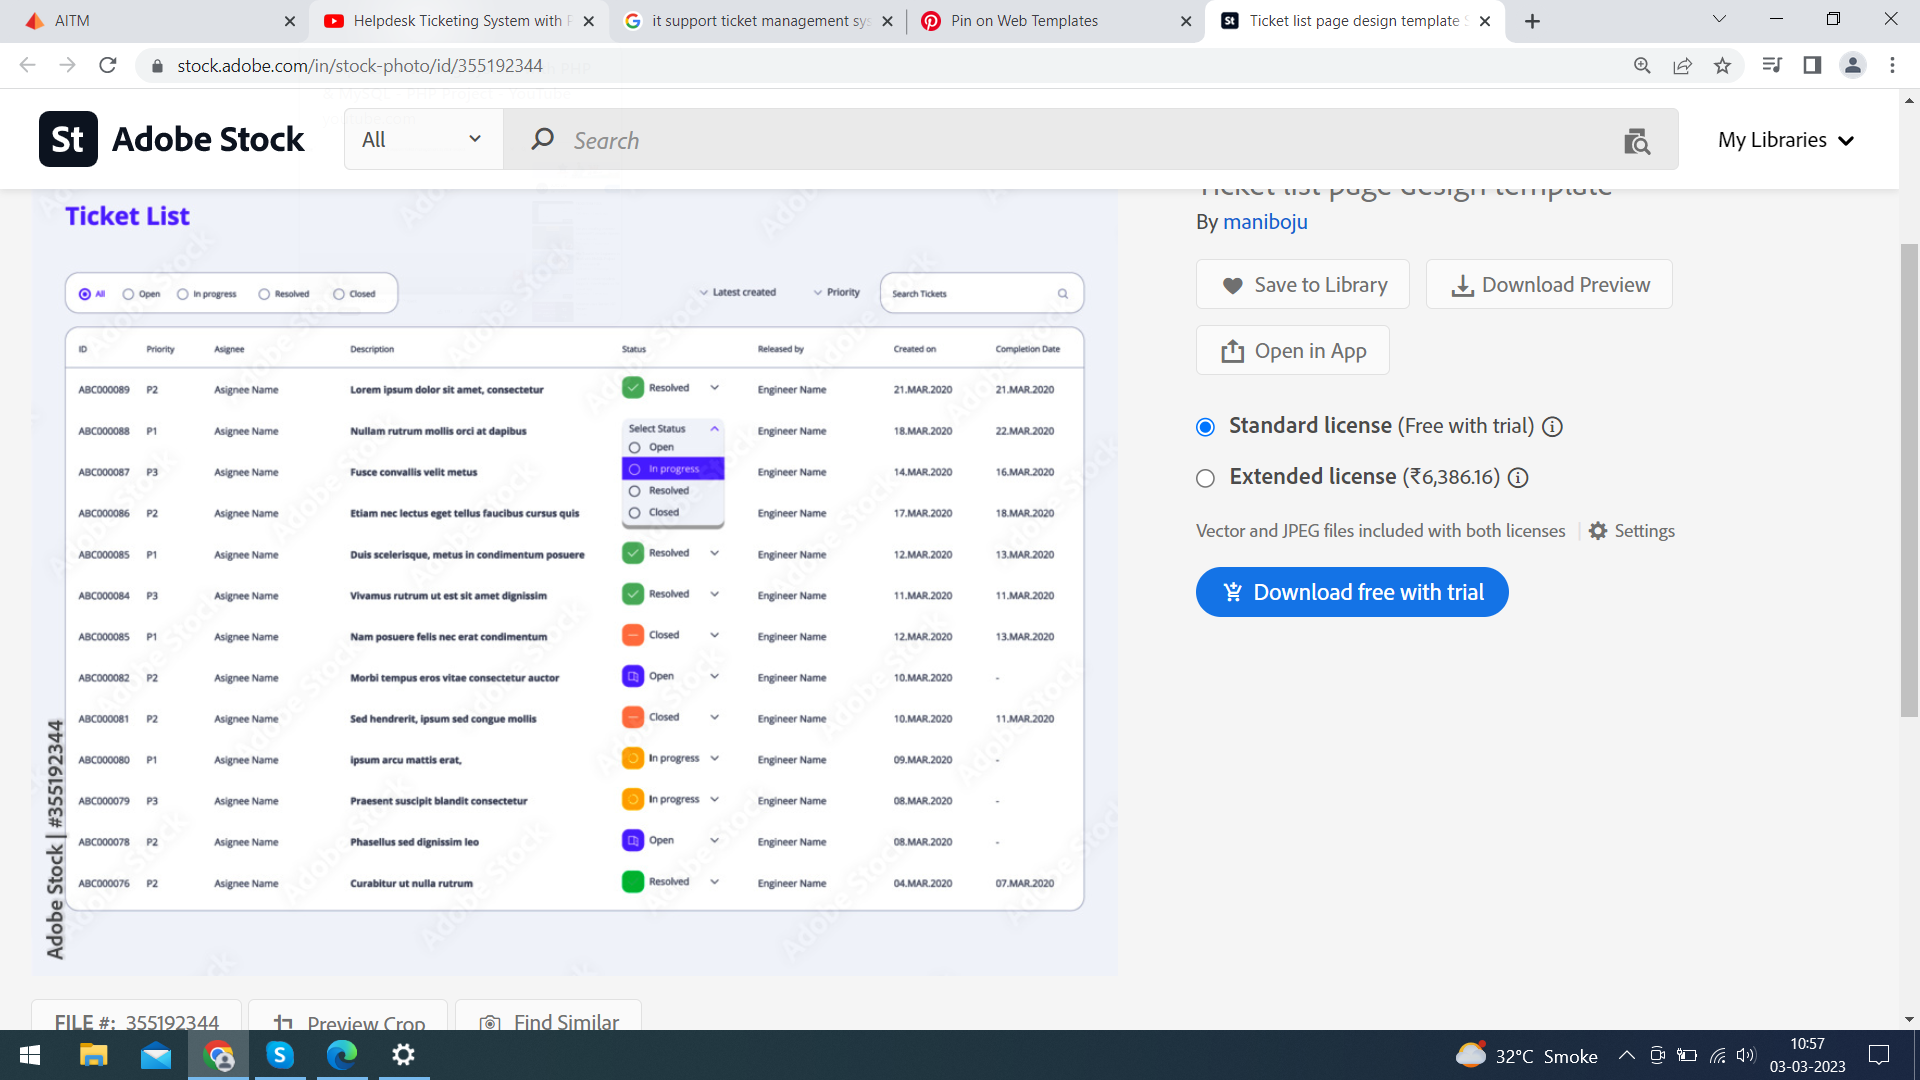 AITM
Helpdesk Ticketing System with P
it support ticket management sys
Pin on Web Templates
Ticket list page design template S
stock.adobe.com/in/stock-photo/id/355192344
St Adobe Stock
All
Search
My Libraries
Ticket list page design template
By maniboju
Save to Library
Download Preview
Open in App
Standard license (Free with trial)
Extended license (₹6,386.16)
Vector and JPEG files included with both licenses
Settings
Download free with trial
Ticket List
All Open In progress Resolved Closed
Latest created Priority Search Tickets
ID Priority Asignee Description Status Released by Created on Completion Date
ABC000089 P2 Asignee Name Lorem ipsum dolor sit amet, consectetur Resolved Engineer Name 21.MAR.2020 21.MAR.2020
ABC000088 P1 Asignee Name Nullam rutrum mollis orci at dapibus Select Status Engineer Name 18.MAR.2020 22.MAR.2020
Open
ABC000087 P3 Asignee Name Fusce convallis velit metus In progress Engineer Name 14.MAR.2020 16.MAR.2020
Resolved
ABC000086 P2 Asignee Name Etiam nec lectus eget tellus faucibus cursus quis Closed Engineer Name 17.MAR.2020 18.MAR.2020
ABC000085 P1 Asignee Name Duis scelerisque, metus in condimentum posuere Resolved Engineer Name 12.MAR.2020 13.MAR.2020
ABC000084 P3 Asignee Name Vivamus rutrum ut est sit amet dignissim Resolved Engineer Name 11.MAR.2020 11.MAR.2020
ABC000085 P1 Asignee Name Nam posuere felis nec erat condimentum Closed Engineer Name 12.MAR.2020 13.MAR.2020
ABC000082 P2 Asignee Name Morbi tempus eros vitae consectetur auctor Open Engineer Name 10.MAR.2020 -
ABC000081 P2 Asignee Name Sed hendrerit, ipsum sed congue mollis Closed Engineer Name 10.MAR.2020 11.MAR.2020
ABC000080 P1 Asignee Name ipsum arcu mattis erat, In progress Engineer Name 09.MAR.2020 -
ABC000079 P3 Asignee Name Praesent suscipit blandit consectetur In progress Engineer Name 08.MAR.2020 -
ABC000078 P2 Asignee Name Phasellus sed dignissim leo Open Engineer Name 08.MAR.2020 -
ABC000076 P2 Asignee Name Curabitur ut nulla rutrum Resolved Engineer Name 04.MAR.2020 07.MAR.2020
Adobe Stock | #355192344
FILE #: 355192344
Preview Crop
Find Similar
32°C Smoke
10:57
03-03-2023